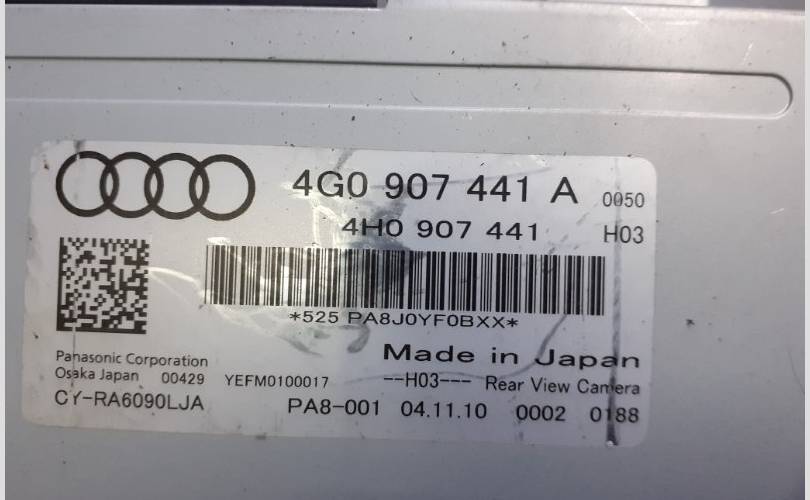 4G0 907 441 A 0050
4H0 907 441 H03
*525 PA8J0YF0BXX*
Made in Japan
Panasonic Corporation
Osaka Japan 00429 YEFM0100017 --H03--- Rear View Camera
CY-RA6090LJA PA8-001 04.11.10 0002 0188